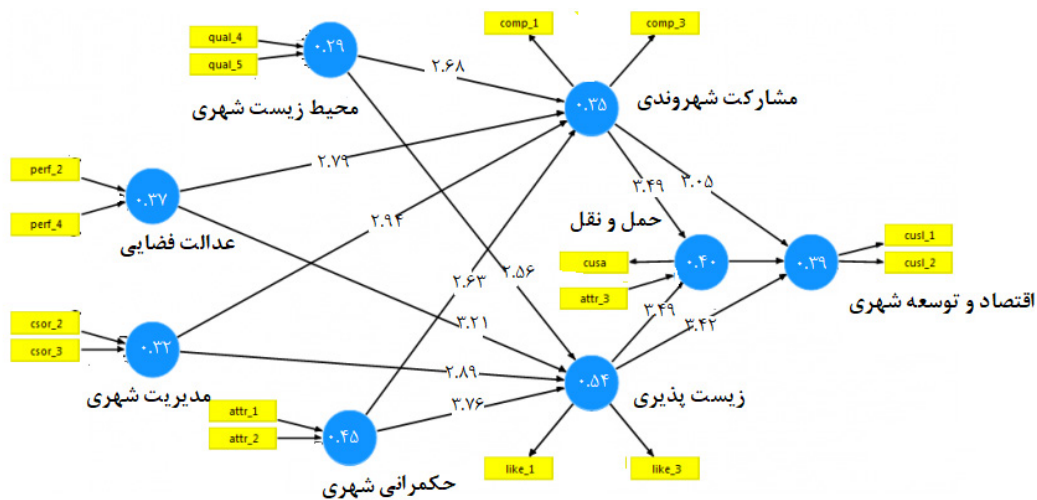 comp_1
comp_3
qual_4
qual_5
۰.۲۹
۲.۶۸
محیط زیست شهری
۰.۳۵
مشارکت شهروندی
perf_2
perf_4
۰.۳۷
۲.۷۹
عدالت فضایی
۲.۹۴
۳.۴۹
۳.۰۵
حمل و نقل
cusa
attr_3
۰.۴۰
۰.۳۹
cusl_1
cusl_2
اقتصاد و توسعه شهری
۲.۶۳
۲.۵۶
۳.۴۹
۳.۴۲
csor_2
csor_3
۰.۳۲
۳.۲۱
۲.۸۹
مدیریت شهری
۰.۵۴
زیست پذیری
attr_1
attr_2
۰.۴۵
۳.۷۶
حکمرانی شهری
like_1
like_3